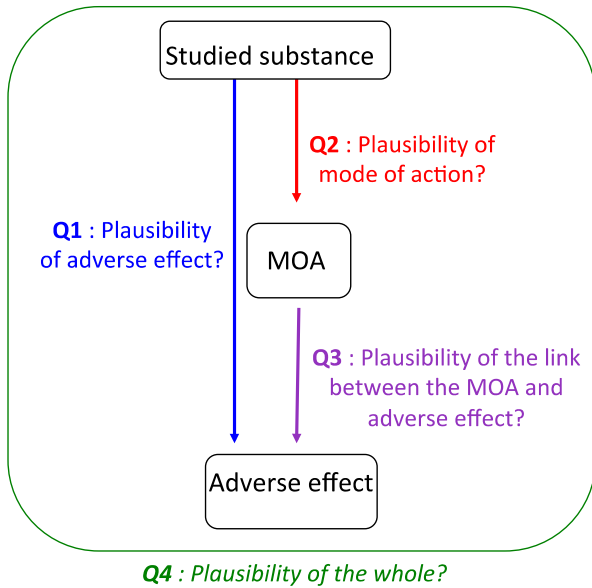 Studied substance
Q2 : Plausibility of
mode of action?
Q1 : Plausibility
of adverse effect?
MOA
Q3 : Plausibility of the link
between the MOA and
adverse effect?
Adverse effect
Q4 : Plausibility of the whole?